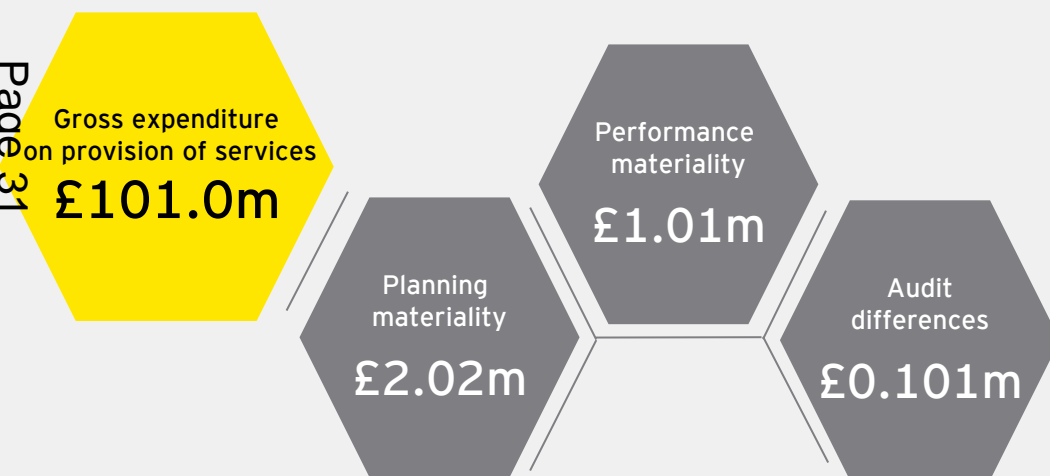 Page 31
Gross expenditure
on provision of services
£101.0m
Planning
materiality
£2.02m
Performance
materiality
£1.01m
Audit
differences
£0.101m